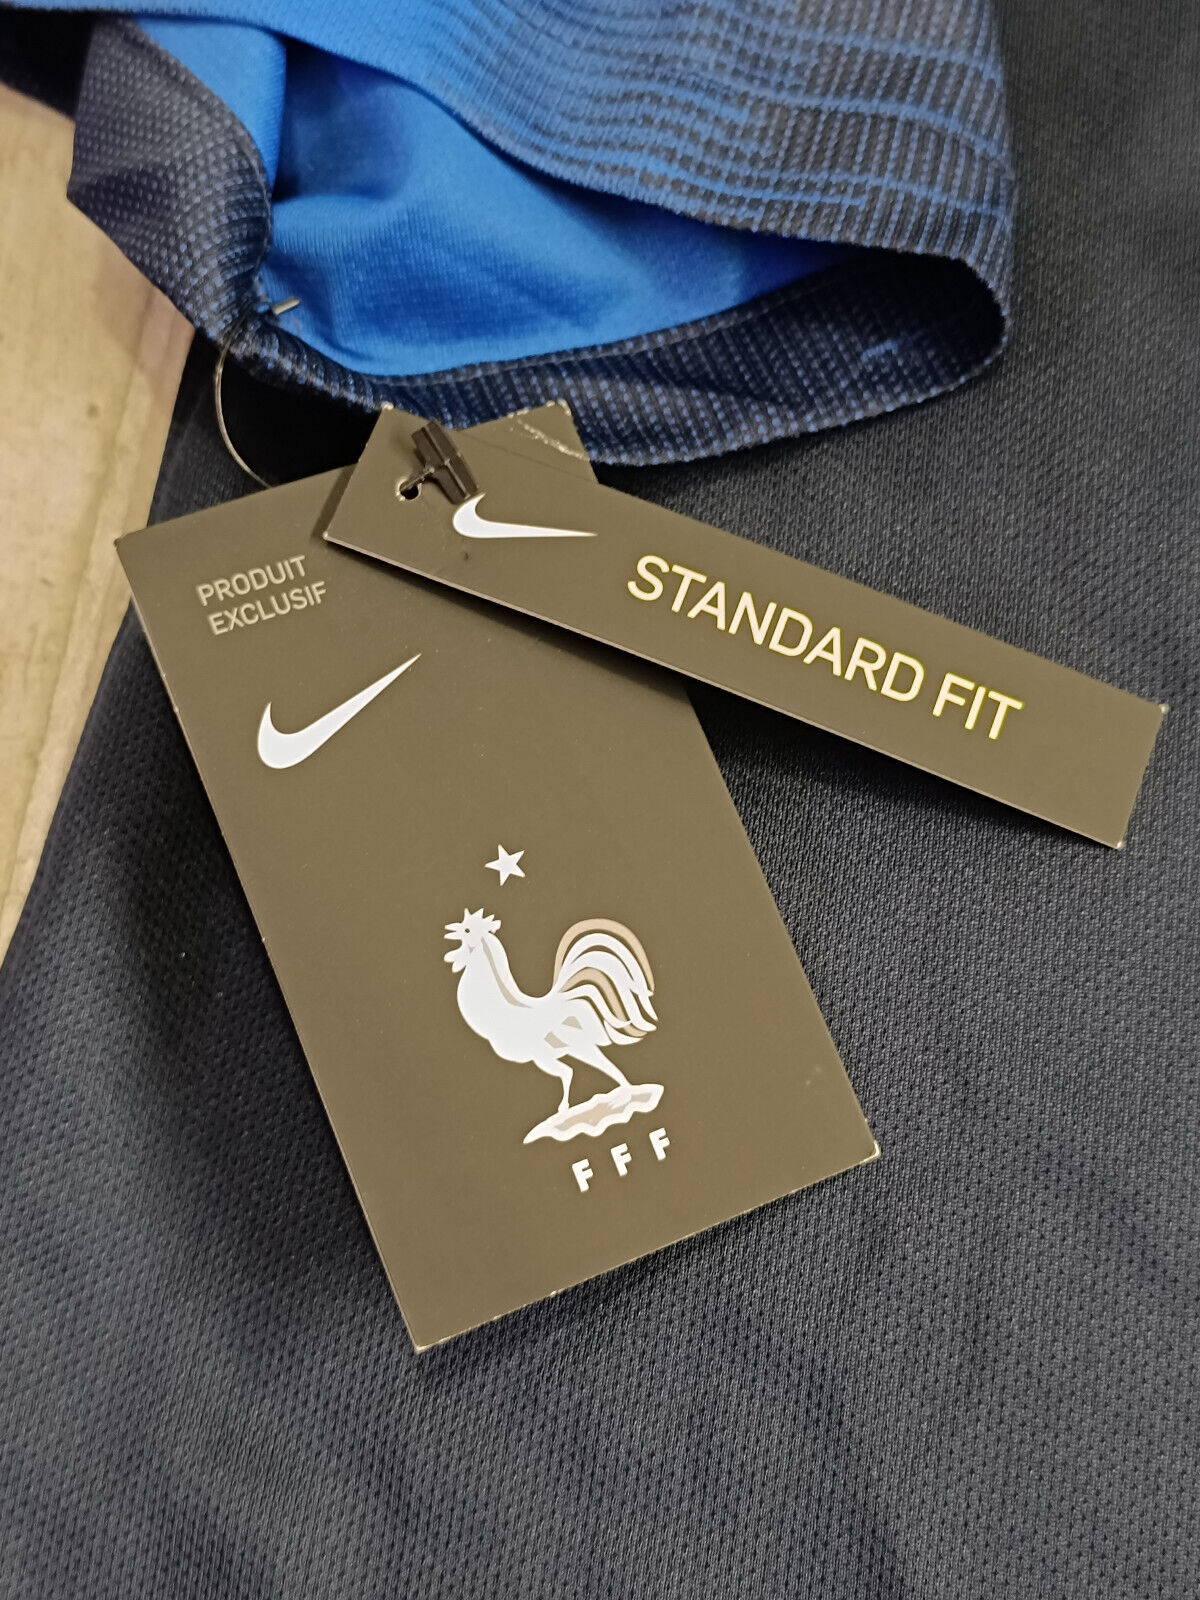 PRODUIT
EXCLUSIF
STANDARD FIT
FFF